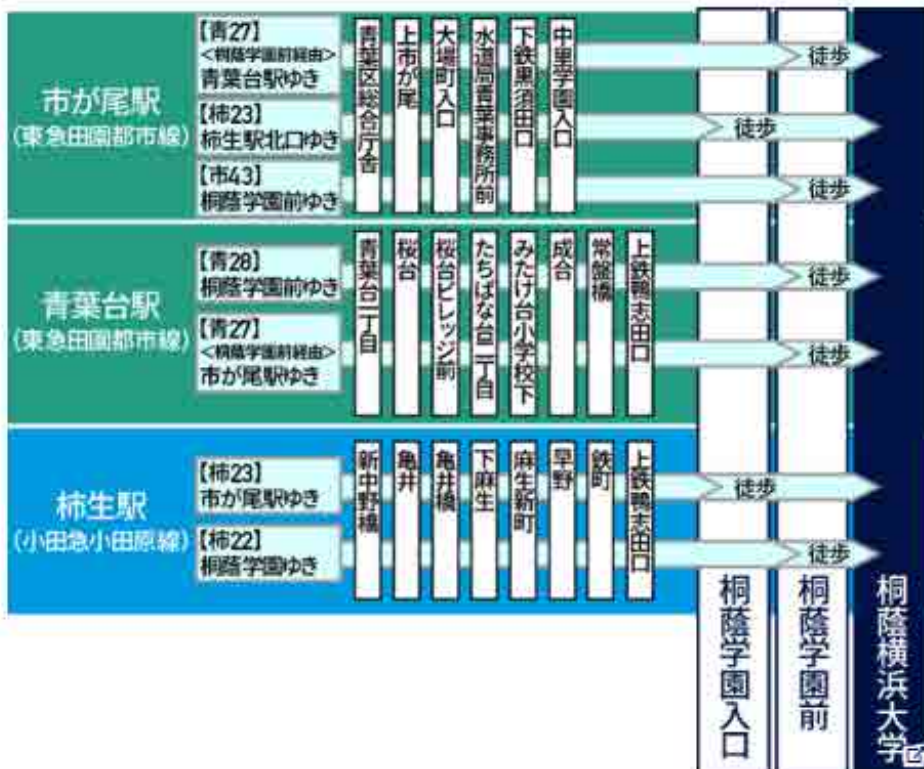 市が尾駅
(東急田園都市線)
【青27】
<桐蔭学園前経由>
青葉台駅ゆき
【柿23】
柿生駅北口ゆき
【市43】
桐蔭学園前ゆき
青葉区総合庁舎
上市が尾
大場町入口
水道局青葉事務所前
下鉄黒須田口
中里学園入口
徒歩
徒歩
徒歩
青葉台駅
(東急田園都市線)
【青28】
桐蔭学園前ゆき
【青27】
<桐蔭学園前経由>
市が尾駅ゆき
青葉台一丁目
桜台
桜台ビレッジ前
たちばな台二丁目
みたけ台小学校下
成合
常盤橋
上鉄鴨志田口
徒歩
徒歩
柿生駅
(小田急小田原線)
【柿23】
市が尾駅ゆき
【柿22】
桐蔭学園ゆき
新中野橋
亀井
亀井橋
下麻生
麻生新町
早野
鉄町
上鉄鴨志田口
徒歩
徒歩
桐蔭学園入口
桐蔭学園前
桐蔭横浜大学